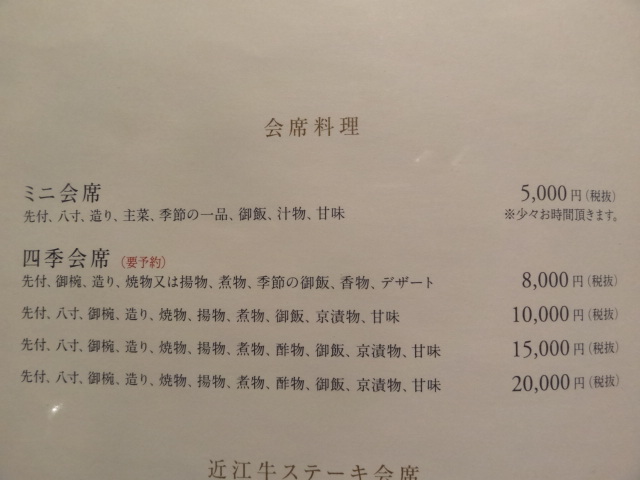 会席料理
ミニ会席 5,000円(税抜)
先付、八寸、造り、主菜、季節の一品、御飯、汁物、甘味 ※少々お時間頂きます。
四季会席 (要予約)
先付、御椀、造り、焼物又は揚物、煮物、季節の御飯、香物、デザート 8,000円(税抜)
先付、八寸、御椀、造り、焼物、揚物、煮物、御飯、京漬物、甘味 10,000円(税抜)
先付、八寸、御椀、造り、焼物、揚物、煮物、酢物、御飯、京漬物、甘味 15,000円(税抜)
先付、八寸、御椀、造り、焼物、揚物、煮物、酢物、御飯、京漬物、甘味 20,000円(税抜)
近江牛ステーキ会席